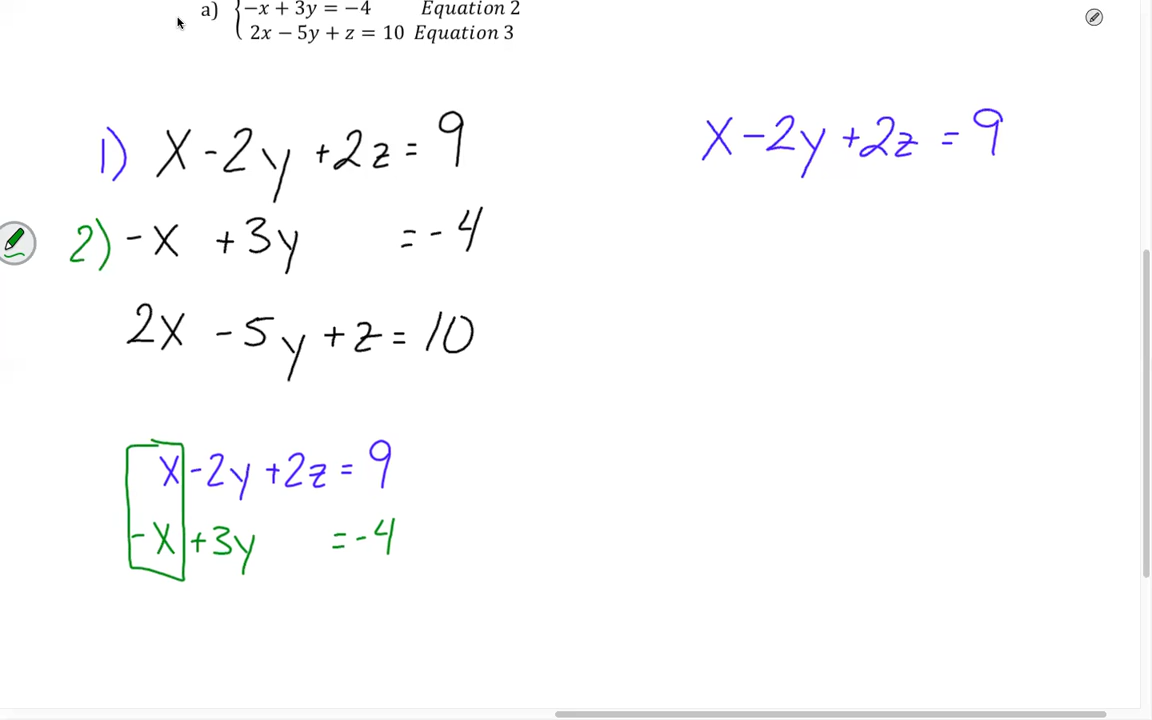 a) −x + 3y = −4 Equation 2
2x − 5y + z = 10 Equation 3
1) x - 2y + 2z = 9
x - 2y + 2z = 9
2) -x + 3y = -4
2x - 5y + z = 10
x - 2y + 2z = 9
-x + 3y = -4